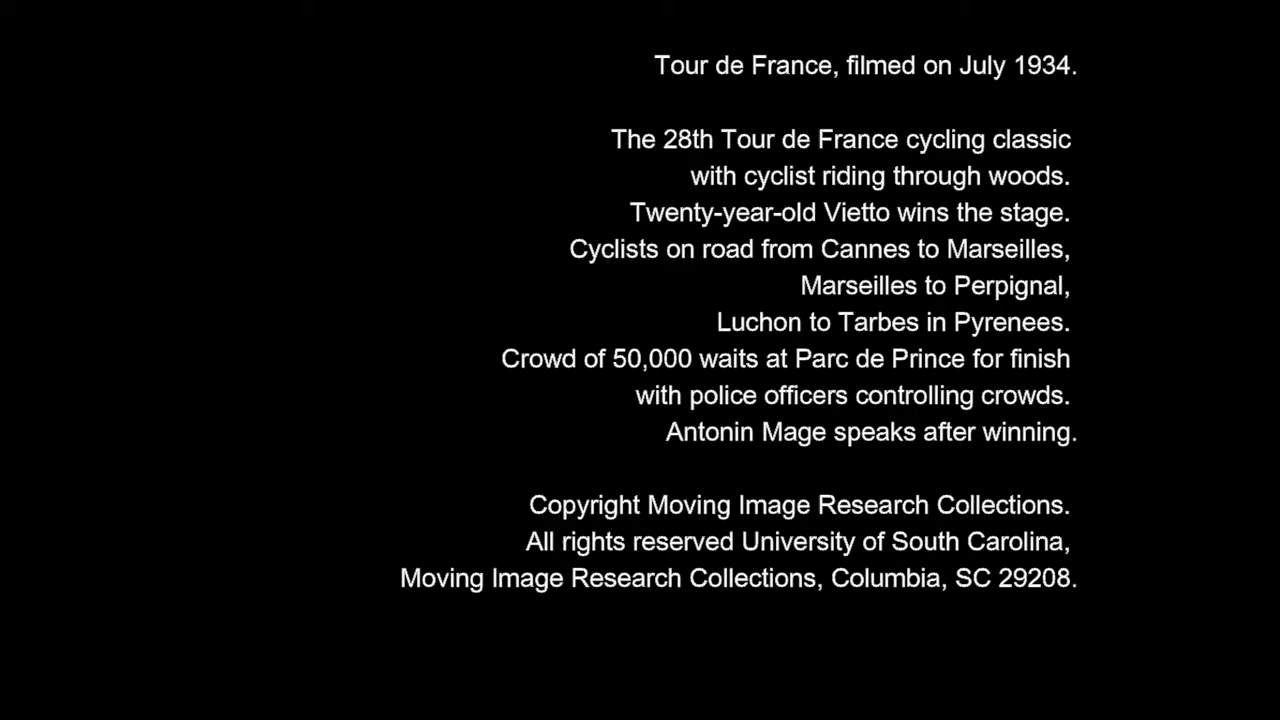 Tour de France, filmed on July 1934.
The 28th Tour de France cycling classic
with cyclist riding through woods.
Twenty-year-old Vietto wins the stage.
Cyclists on road from Cannes to Marseilles,
Marseilles to Perpignal,
Luchon to Tarbes in Pyrenees.
Crowd of 50,000 waits at Parc de Prince for finish
with police officers controlling crowds.
Antonin Mage speaks after winning.
Copyright Moving Image Research Collections.
All rights reserved University of South Carolina,
Moving Image Research Collections, Columbia, SC 29208.